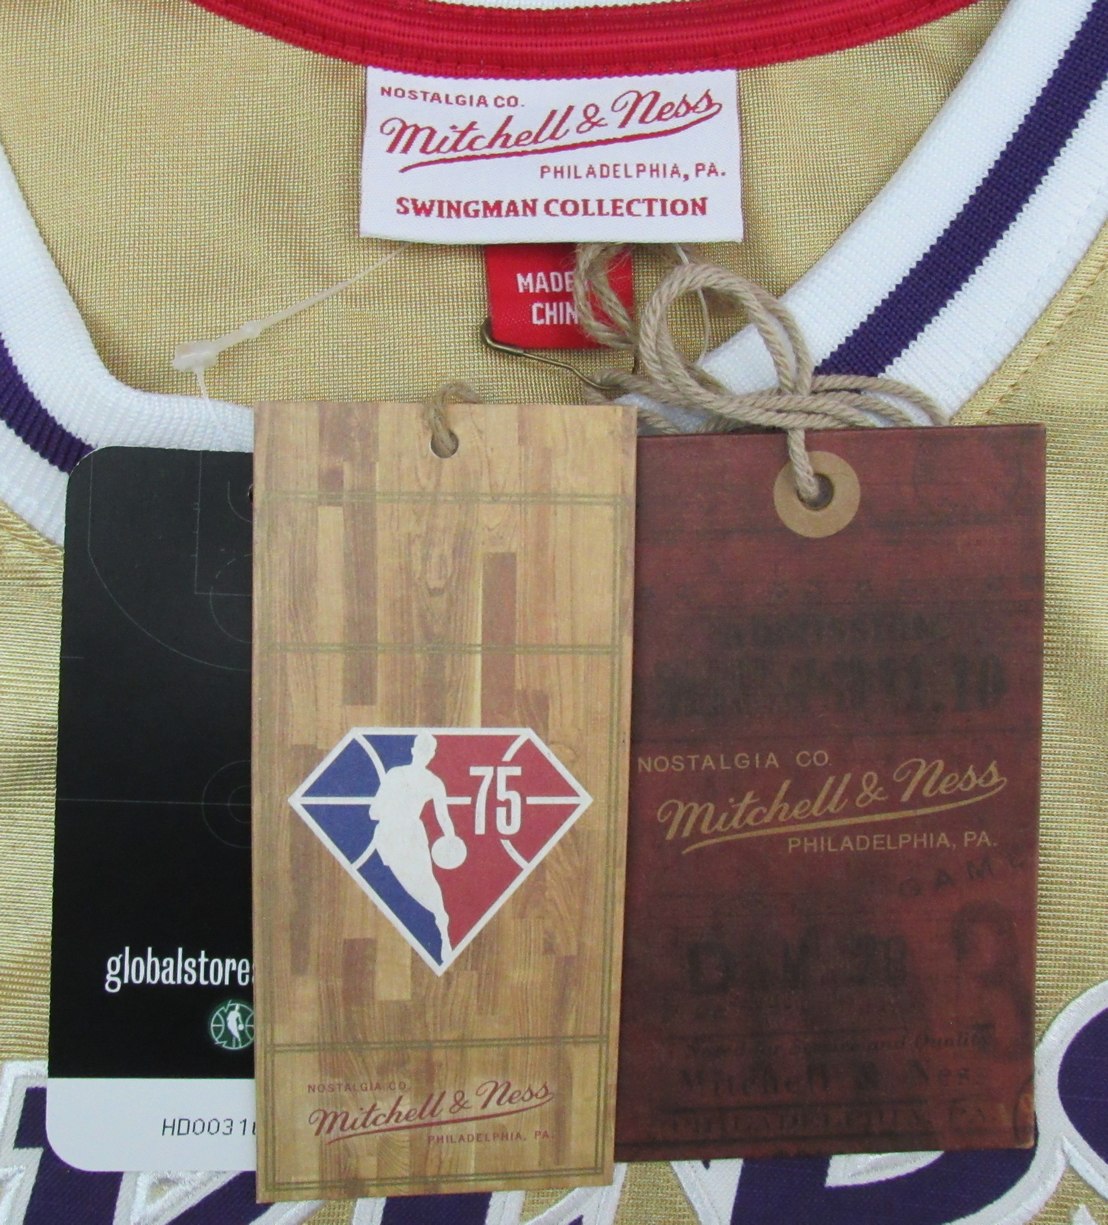 NOSTALGIA CO.
Mitchell & Ness
PHILADELPHIA, PA.
SWINGMAN COLLECTION
MADE
CHIN
75
NOSTALGIA CO.
Mitchell & Ness
PHILADELPHIA, PA.
globalstore
HD0031
NOSTALGIA CO.
Mitchell & Ness
PHILADELPHIA, PA.